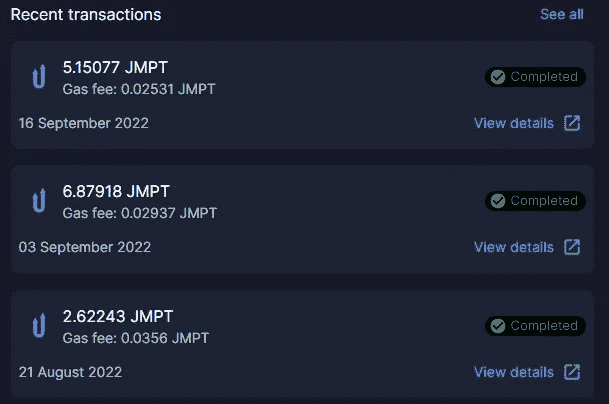 Recent transactions
See all
5.15077 JMPT
Gas fee: 0.02531 JMPT
Completed
16 September 2022
View details
6.87918 JMPT
Gas fee: 0.02937 JMPT
Completed
03 September 2022
View details
2.62243 JMPT
Gas fee: 0.0356 JMPT
Completed
21 August 2022
View details